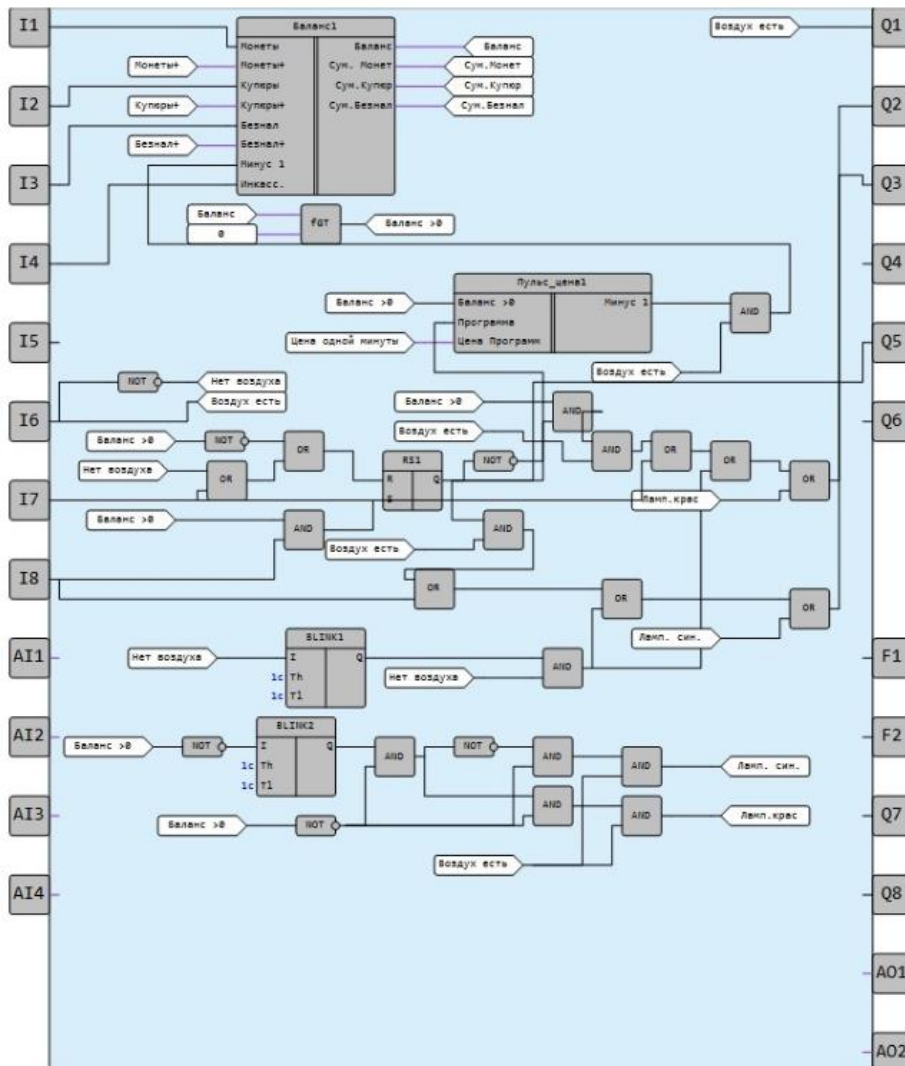 I1
Баланс1
Воздух есть
Q1
Монеты
Баланс
Баланс
Монеты+
Монеты+
Сум. Монет
Сум.Монет
Купюры
Сум.Купюр
Сум.Купюр
I2
Купюры+
Купюры+
Сум.Безнал
Сум.Безнал
Q2
Безнал
Безнал+
Безнал+
Минус 1
I3
Инкасс.
Q3
Баланс
0
fGT
Баланс >0
I4
Q4
Пульс_цена1
Баланс >0
Баланс >0
Минус 1
AND
Программа
I5
Цена одной минуты
Цена Программ
Q5
Воздух есть
NOT
Нет воздуха
Воздух есть
Баланс >0
AND
I6
Q6
Воздух есть
Баланс >0
NOT
OR
AND
OR
OR
Нет воздуха
OR
RS1
R
Q
S
NOT
OR
I7
Ламп.крас
Баланс >0
AND
AND
Воздух есть
I8
OR
OR
OR
BLINK1
Ламп. син.
AI1
Нет воздуха
I
Q
Th
Tl
1с
1с
AND
Нет воздуха
F1
AI2
BLINK2
Баланс >0
NOT
I
Q
Th
Tl
1с
1с
AND
NOT
AND
AND
Ламп. син.
F2
AI3
Баланс >0
NOT
AND
AND
Ламп.крас
Q7
Воздух есть
AI4
Q8
AO1
AO2